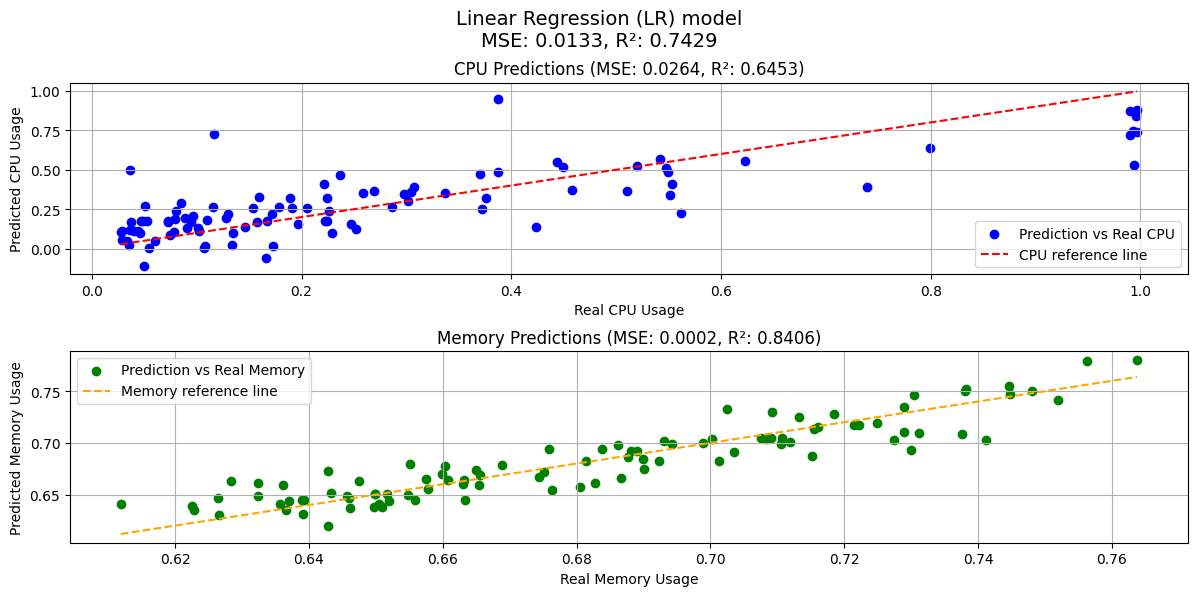 Linear Regression (LR) model
MSE: 0.0133, R²: 0.7429
CPU Predictions (MSE: 0.0264, R²: 0.6453)
Predicted CPU Usage
1.00
0.75
0.50
0.25
0.00
Prediction vs Real CPU
CPU reference line
0.0 0.2 0.4 0.6 0.8 1.0
Real CPU Usage
Memory Predictions (MSE: 0.0002, R²: 0.8406)
Predicted Memory Usage
Prediction vs Real Memory
Memory reference line
0.75
0.70
0.65
0.62 0.64 0.66 0.68 0.70 0.72 0.74 0.76
Real Memory Usage